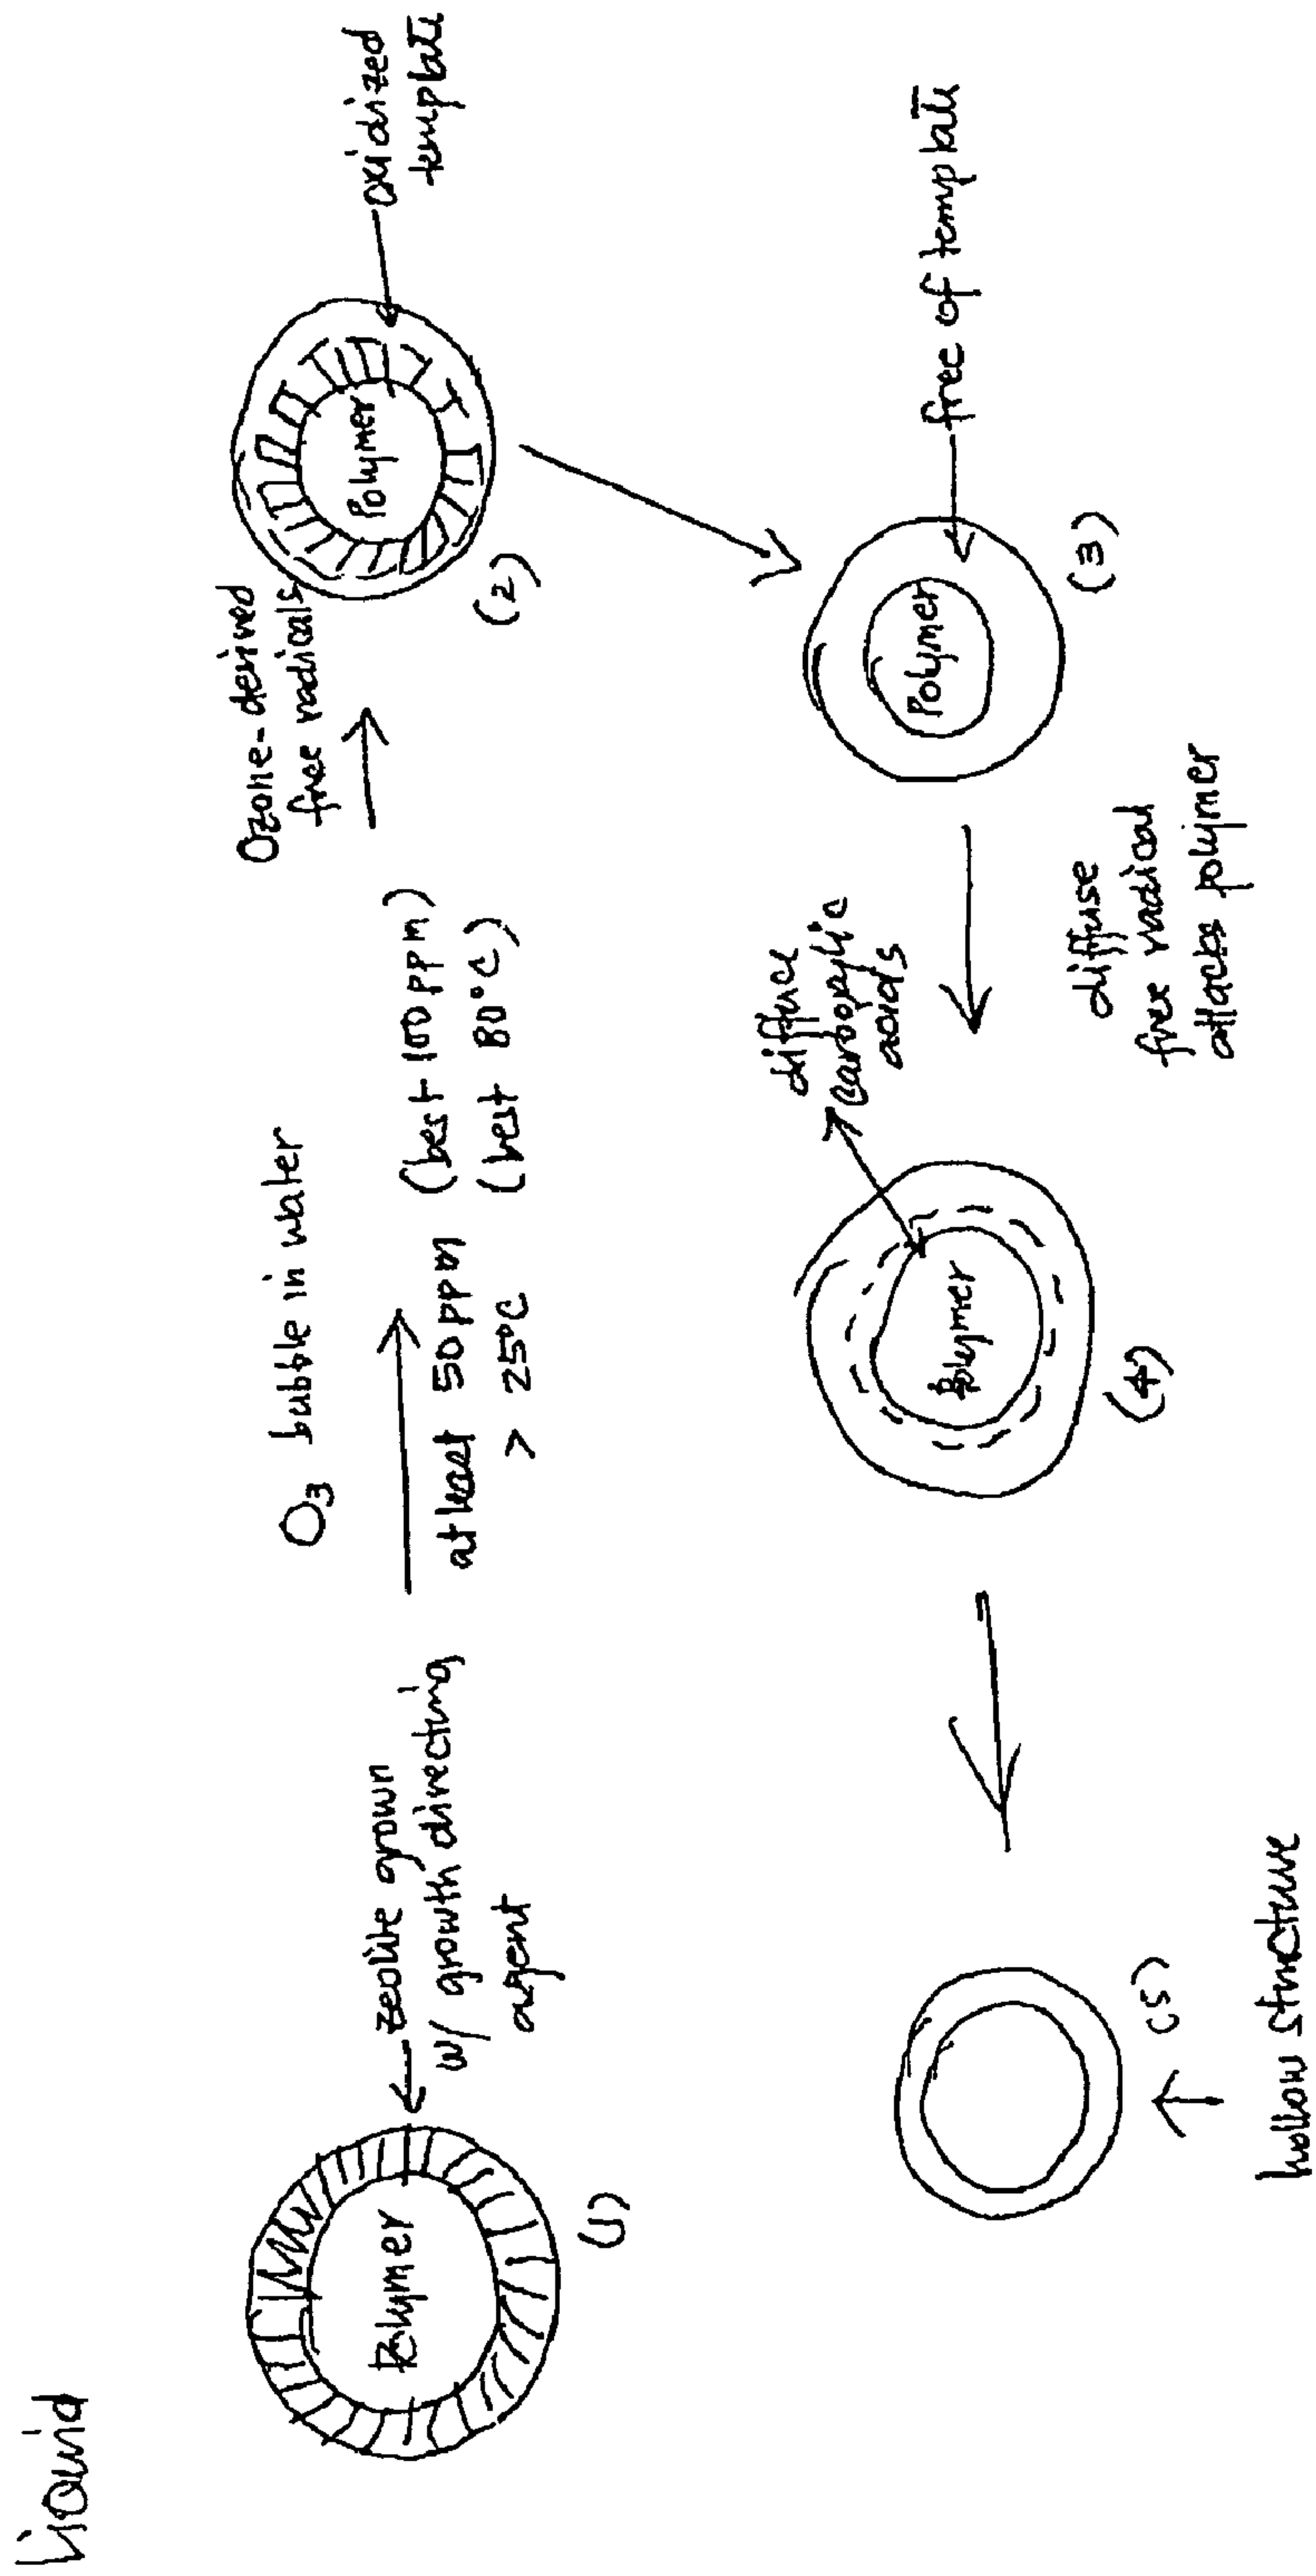 Liquid
Polymer
(1)
zeolite grown
w/ growth directing
agent
O3 bubble in water
at least 50 ppm (best 100 ppm)
> 25°C (best 80°C)
Ozone-derived
free radicals
Polymer
(2)
oxidized
template
Polymer
(3)
free of template
diffuse
free radical
attacks polymer
diffuse
carboxylic
acids
Polymer
(4)
(5)
hollow structure